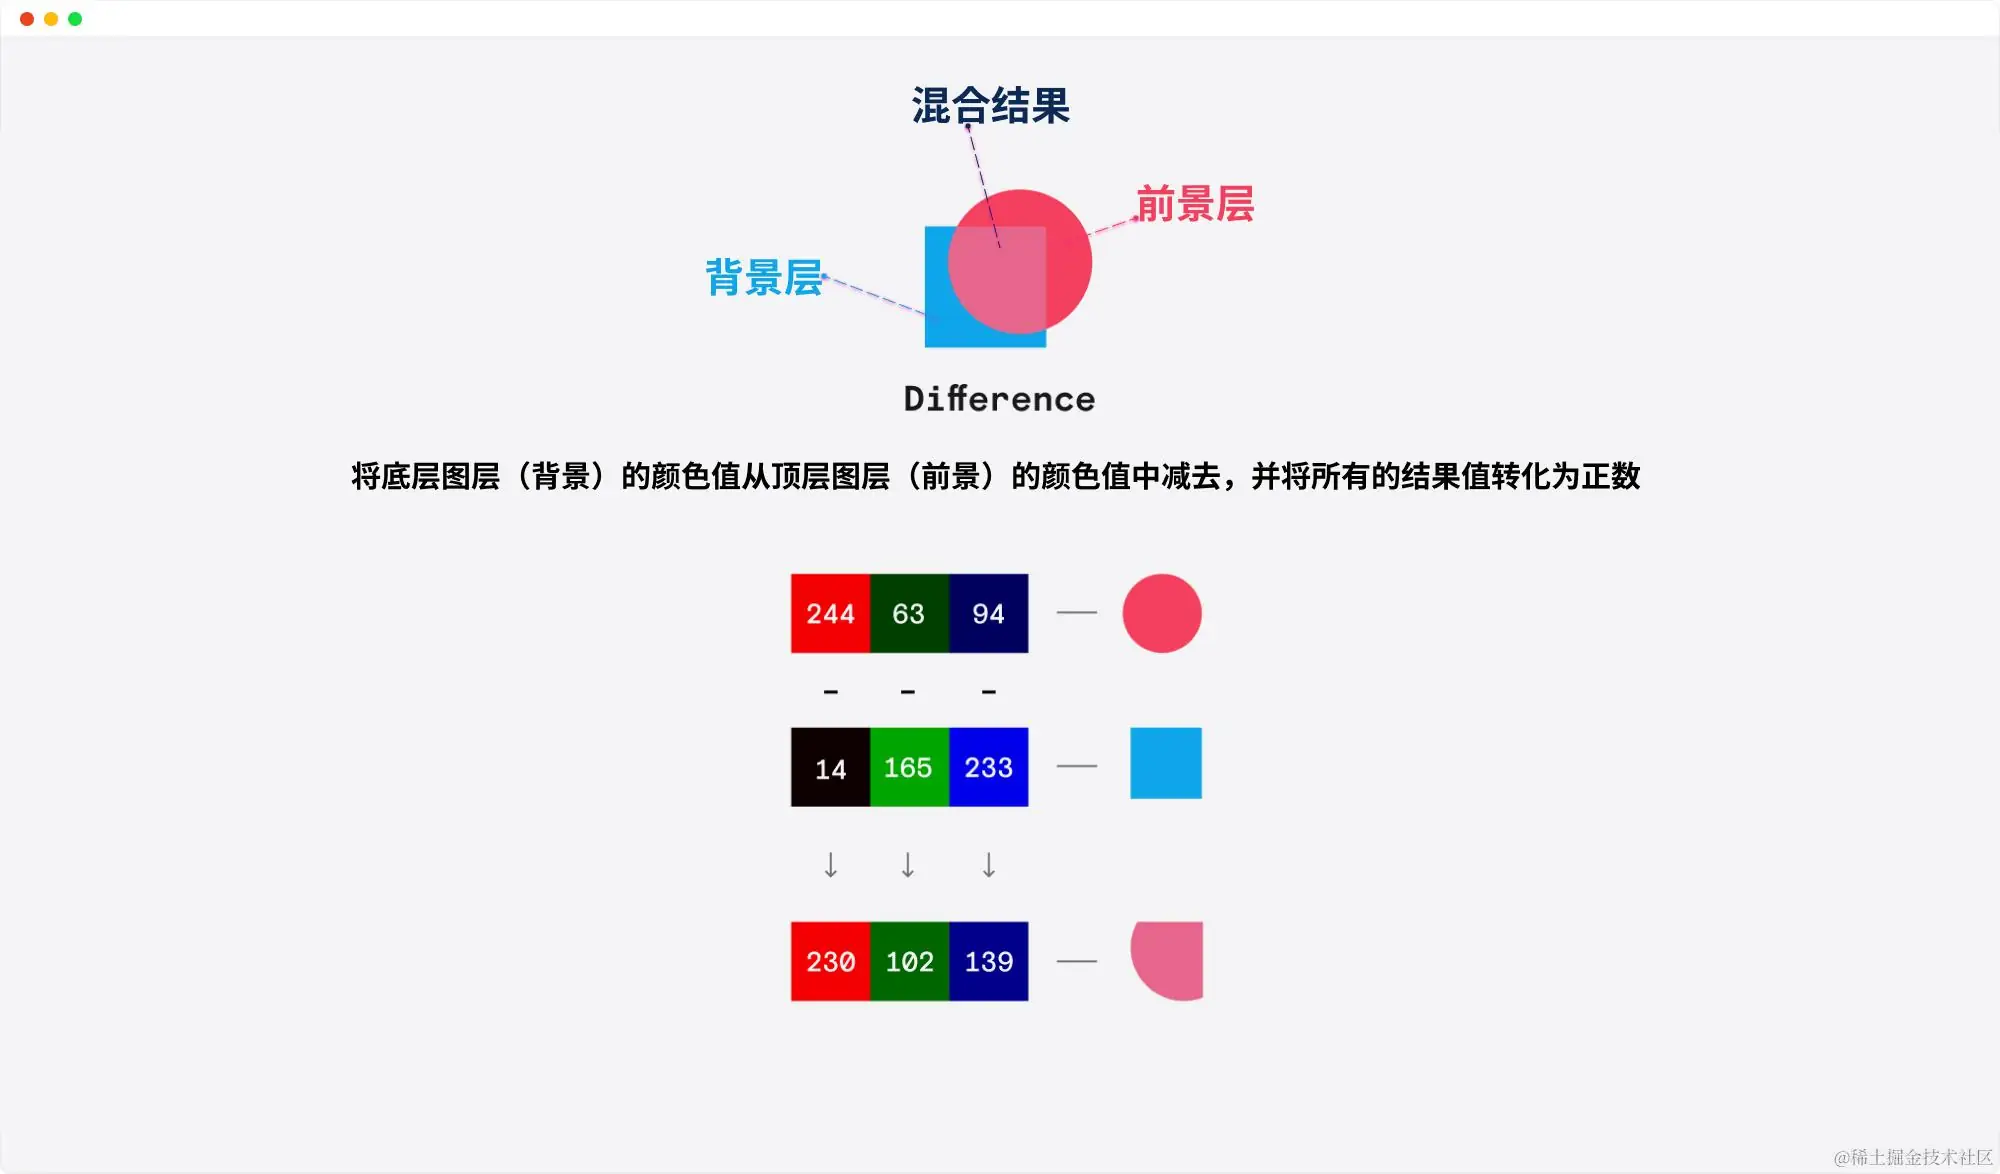 混合结果
前景层
背景层
Difference
将底层图层（背景）的颜色值从顶层图层（前景）的颜色值中减去，并将所有的结果值转化为正数
244 63 94
- - -
14 165 233
↓ ↓ ↓
230 102 139
@稀土掘金技术社区